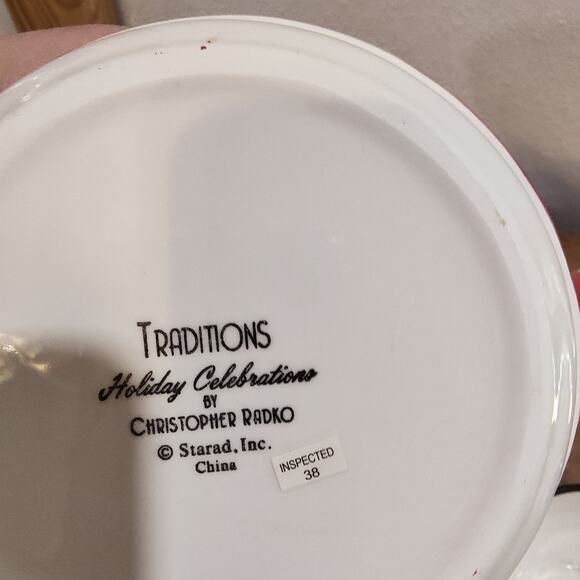 TRADITIONS
Holiday Celebrations
BY
CHRISTOPHER RADKO
© Starad, Inc.
China
INSPECTED
38